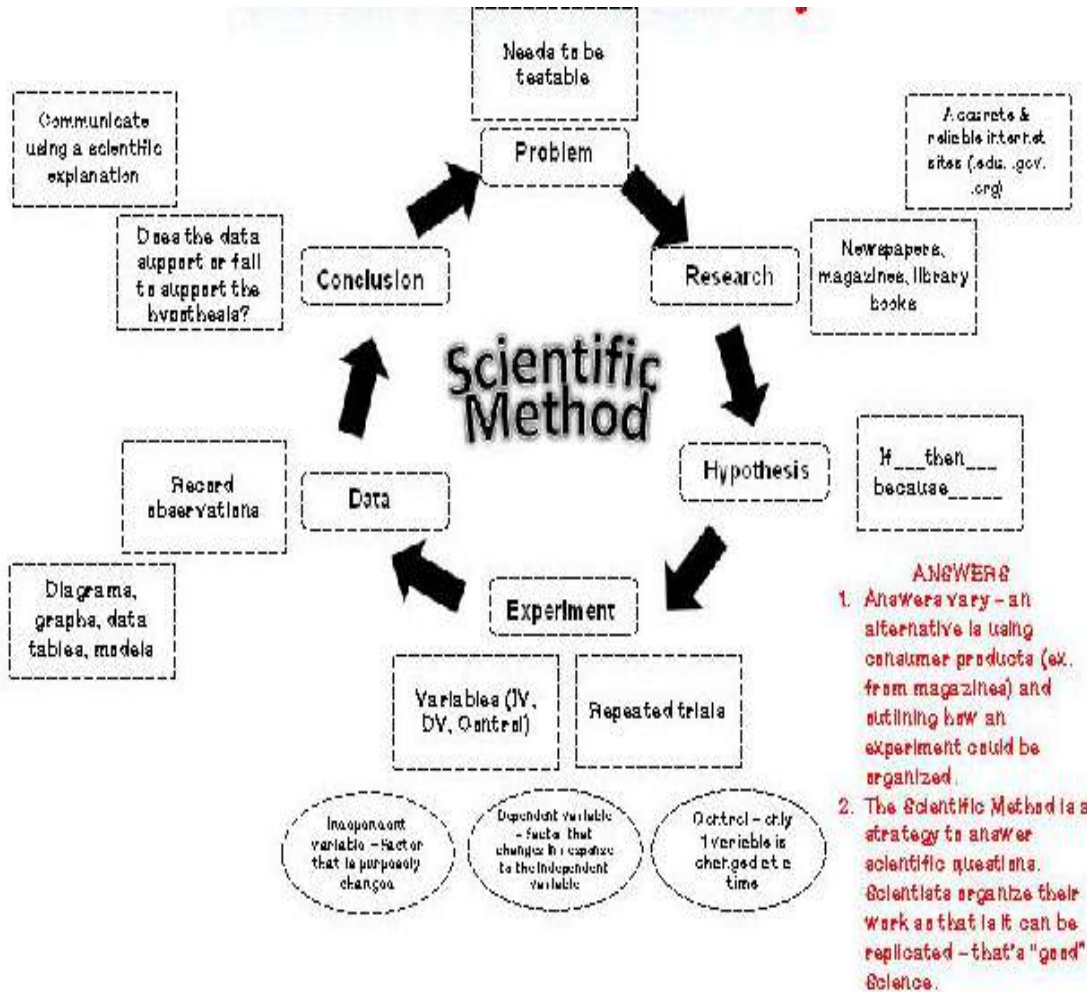 Needs to be
testable
Problem
Communicate
using a scientific
explanation
Does the data
support or fail
to support the
hypothesis?
Conclusion
Accurate &
reliable internet
sites (.edu, .gov,
.org)
Newspapers,
magazines, library
books
Research
Scientific
Method
Hypothesis
If___then___
because_____
Record
observations
Data
Diagrams,
graphs, data
tables, models
Experiment
Variables (IV,
DV, Control)
Repeated trials
Independent
variable – factor
that is purposely
changed
Dependent variable
– factor that
changes in response
to the independent
variable
Control – only
1 variable is
changed at a
time
ANSWERS
1. Answers vary – an
alternative is using
consumer products (ex.
from magazines) and
outlining how an
experiment could be
organized.
2. The Scientific Method is a
strategy to answer
scientific questions.
Scientists organize their
work so that is it can be
replicated – that's "good"
Science.